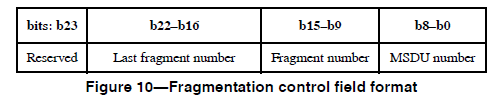 bits: b23 b22–b16 b15–b9 b8–b0
Reserved Last fragment number Fragment number MSDU number
Figure 10—Fragmentation control field format